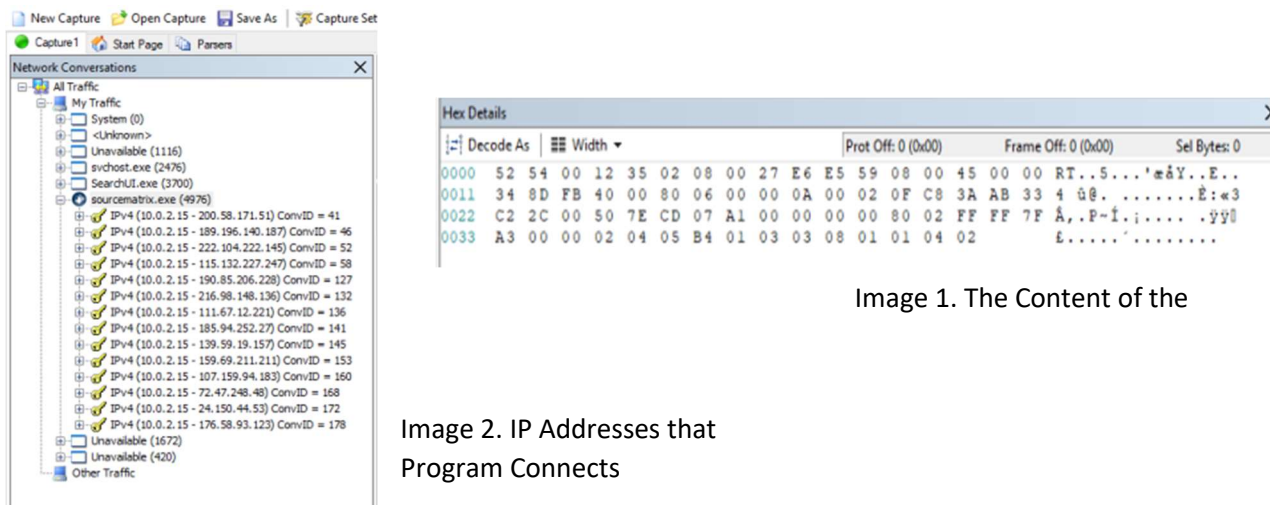 New Capture Open Capture Save As Capture Set
Capture1 Start Page Parsers
Network Conversations X
All Traffic
My Traffic
System (0)
<Unknown>
Unavailable (1116)
svchost.exe (2476)
SearchUI.exe (3700)
sourcematrix.exe (4976)
IPv4 (10.0.2.15 - 200.58.171.51) ConvID = 41
IPv4 (10.0.2.15 - 189.196.140.187) ConvID = 46
IPv4 (10.0.2.15 - 222.104.222.145) ConvID = 52
IPv4 (10.0.2.15 - 115.132.227.247) ConvID = 58
IPv4 (10.0.2.15 - 190.85.206.228) ConvID = 127
IPv4 (10.0.2.15 - 216.98.148.136) ConvID = 132
IPv4 (10.0.2.15 - 111.67.12.221) ConvID = 136
IPv4 (10.0.2.15 - 185.94.252.27) ConvID = 141
IPv4 (10.0.2.15 - 139.59.19.157) ConvID = 145
IPv4 (10.0.2.15 - 159.69.211.211) ConvID = 153
IPv4 (10.0.2.15 - 107.159.94.183) ConvID = 160
IPv4 (10.0.2.15 - 72.47.248.48) ConvID = 168
IPv4 (10.0.2.15 - 24.150.44.53) ConvID = 172
IPv4 (10.0.2.15 - 176.58.93.123) ConvID = 178
Unavailable (1672)
Unavailable (420)
Other Traffic
Hex Details
Decode As Width Prot Off: 0 (0x00) Frame Off: 0 (0x00) Sel Bytes: 0
0000 52 54 00 12 35 02 08 00 27 E6 E5 59 08 00 45 00 00 RT..5...'æåY..E..
0011 34 8D FB 40 00 80 06 00 00 0A 00 02 0F C8 3A AB 33 4 û@. ........È:«3
0022 C2 2C 00 50 7E CD 07 A1 00 00 00 00 80 02 FF FF 7F Â,.P~Í.¡.... .ÿÿ
0033 A3 00 00 02 04 05 B4 01 03 03 08 01 01 04 02 £.....´........
Image 1. The Content of the
Image 2. IP Addresses that
Program Connects